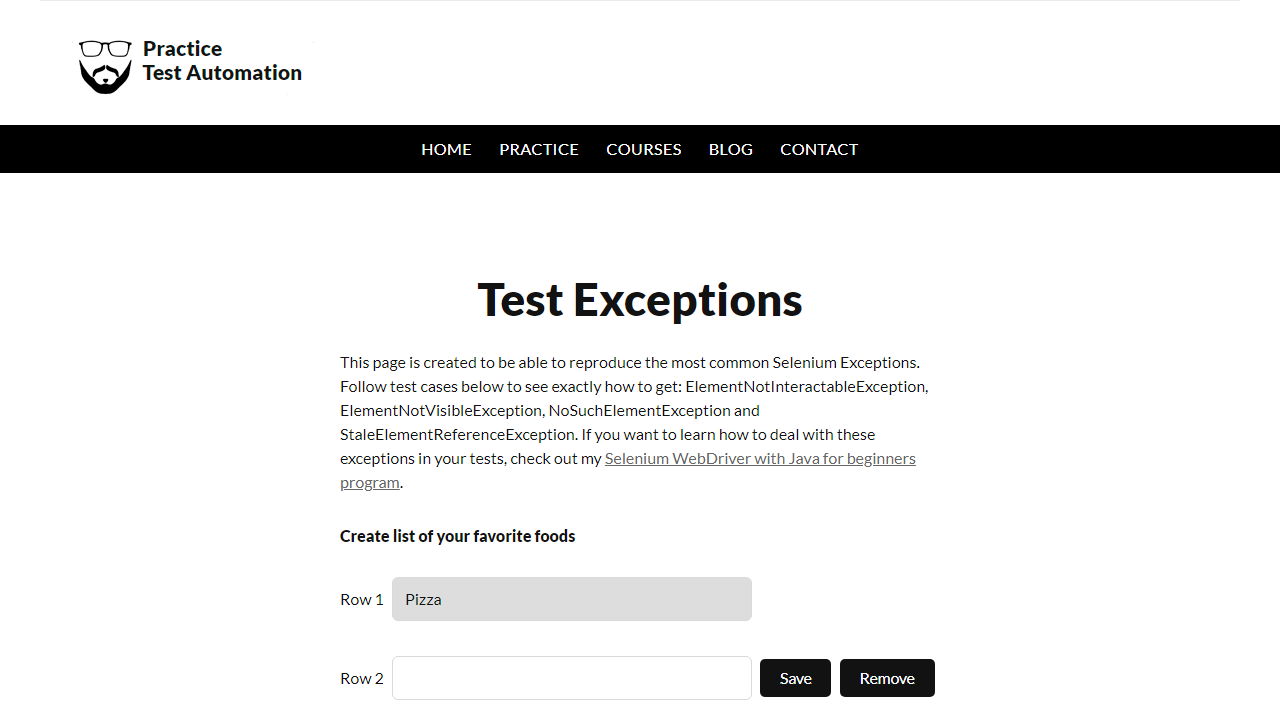 Practice
Test Automation
HOME PRACTICE COURSES BLOG CONTACT
Test Exceptions
This page is created to be able to reproduce the most common Selenium Exceptions.
Follow test cases below to see exactly how to get: ElementNotInteractableException,
ElementNotVisibleException, NoSuchElementException and
StaleElementReferenceException. If you want to learn how to deal with these
exceptions in your tests, check out my Selenium WebDriver with Java for beginners
program.
Create list of your favorite foods
Row 1 Pizza
Row 2 Save Remove